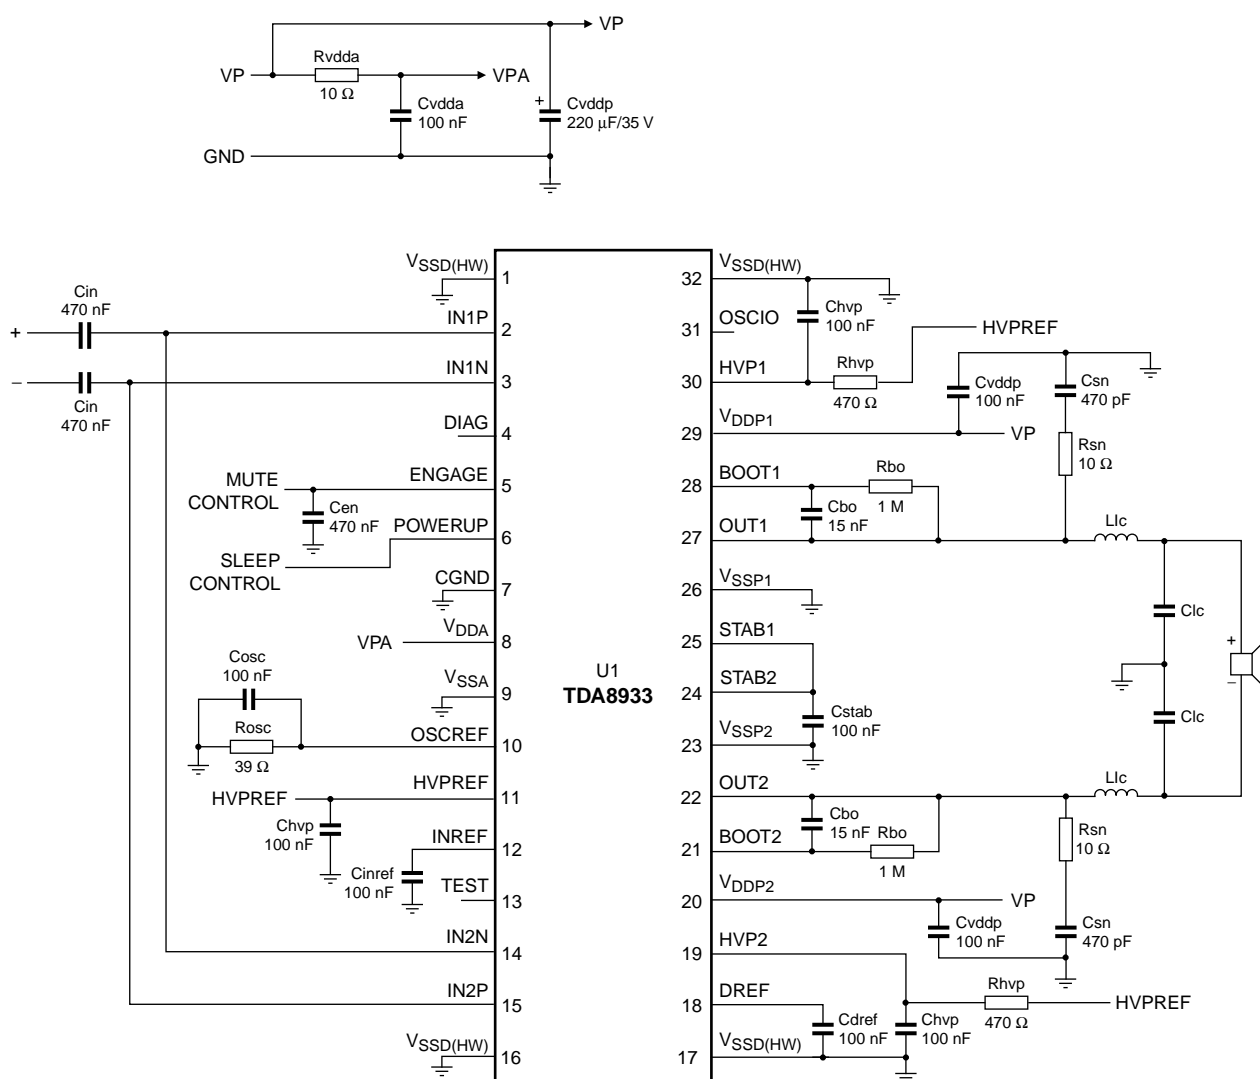 VP
Rvdda
VP
10 Ω
VPA
Cvdda
100 nF
+
Cvddp
220 μF/35 V
GND
VSSD(HW)
1
Cin
470 nF
+
IN1P
2
IN1N
3
−
Cin
470 nF
DIAG
4
MUTE
CONTROL
ENGAGE
5
Cen
470 nF
POWERUP
6
SLEEP
CONTROL
CGND
7
VPA
VDDA
8
Cosc
100 nF
VSSA
9
Rosc
39 Ω
OSCREF
10
HVPREF
HVPREF
11
Chvp
100 nF
INREF
12
Cinref
100 nF
TEST
13
IN2N
14
IN2P
15
VSSD(HW)
16
U1
TDA8933
32
VSSD(HW)
Chvp
100 nF
31
OSCIO
HVPREF
30
HVP1
Rhvp
470 Ω
Cvddp
100 nF
Csn
470 pF
29
VDDP1
VP
Rsn
10 Ω
28
BOOT1
Rbo
1 M
Cbo
15 nF
27
OUT1
Llc
26
VSSP1
Clc
25
STAB1
+
−
24
STAB2
Cstab
100 nF
Clc
23
VSSP2
22
OUT2
Llc
Cbo
15 nF
Rbo
1 M
Rsn
10 Ω
21
BOOT2
20
VDDP2
VP
Cvddp
100 nF
Csn
470 pF
19
HVP2
Rhvp
470 Ω
HVPREF
18
DREF
Cdref
100 nF
Chvp
100 nF
17
VSSD(HW)